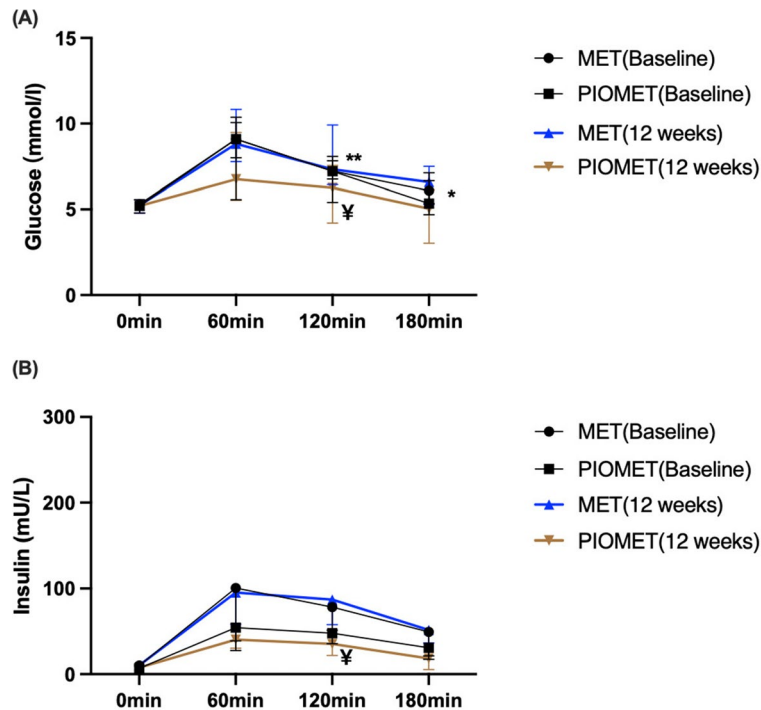 (A)
15
10
5
0
Glucose (mmol/l)
0min 60min 120min 180min
**
*
¥
MET(Baseline)
PIOMET(Baseline)
MET(12 weeks)
PIOMET(12 weeks)
(B)
300
200
100
0
Insulin (mU/L)
0min 60min 120min 180min
¥
MET(Baseline)
PIOMET(Baseline)
MET(12 weeks)
PIOMET(12 weeks)